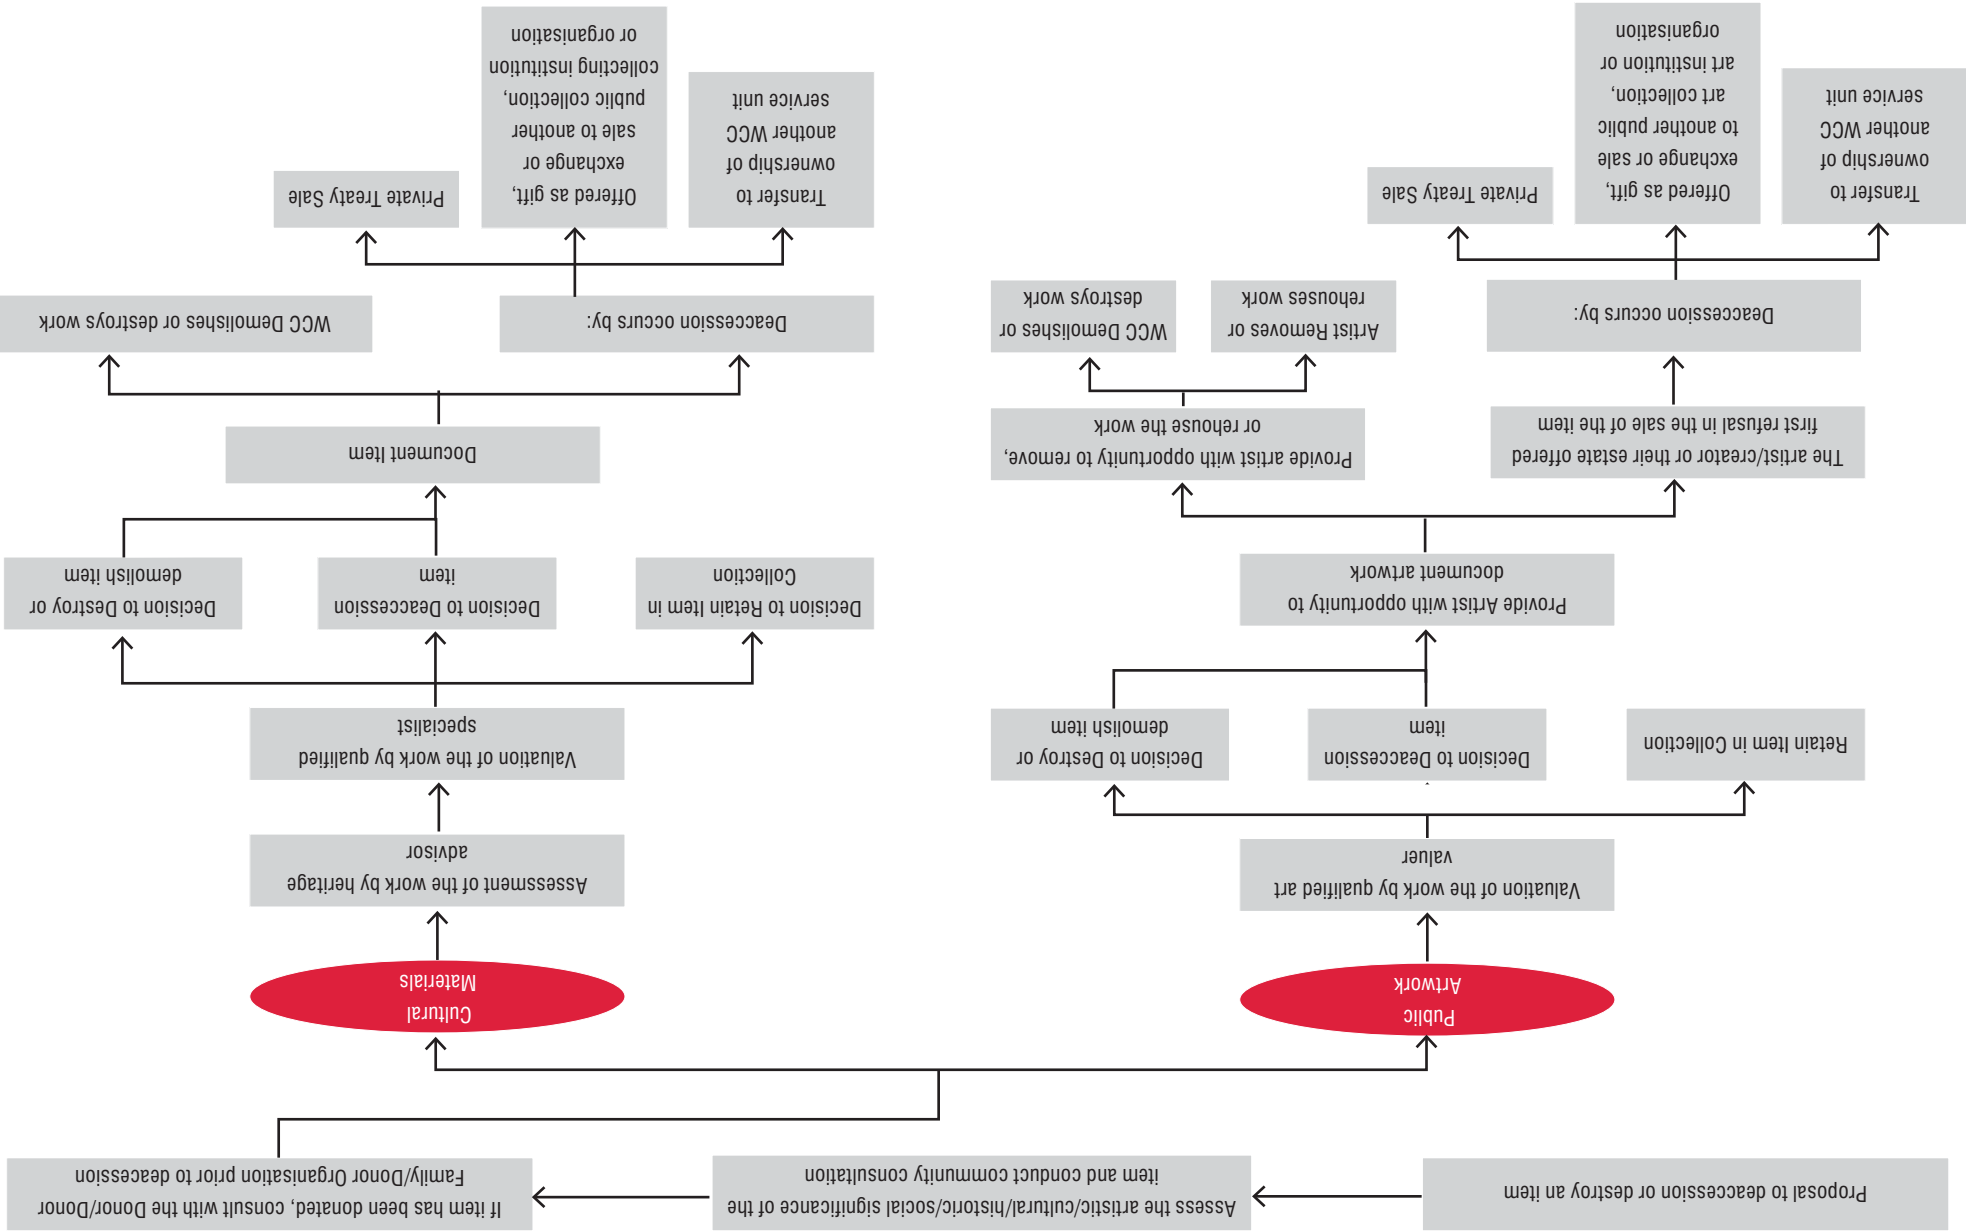 Proposal to deaccession or destroy an item
Assess the artistic/cultural/historic/social significance of the
item and conduct community consultation
If item has been donated, consult with the Donor/Donor
Family/Donor Organisation prior to deacession
Public
Artwork
Valuation of the work by qualified art
valuer
Retain Item in Collection
Decision to Deaccession
item
Decision to Destroy or
demolish item
Provide Artist with opportunity to
document artwork
The artist/creator or their estate offered
first refusal in the sale of the item
Provide artist with opportunity to remove,
or rehouse the work
Deaccession occurs by:
Artist Removes or
rehouses work
WCC Demolishes or
destroys work
Transfer to
ownership of
another WCC
service unit
Offered as gift,
exchange or sale
to another public
art collection,
art institution or
organisation
Private Treaty Sale
Cultural
Materials
Assessment of the work by heritage
advisor
Valuation of the work by qualified
specialist
Decision to Retain Item in
Collection
Decision to Deaccession
item
Decision to Destroy or
demolish item
Document Item
Deaccession occurs by:
WCC Demolishes or destroys work
Transfer to
ownership of
another WCC
service unit
Offered as gift,
exchange or
sale to another
public collection,
collecting institution
or organisation
Private Treaty Sale